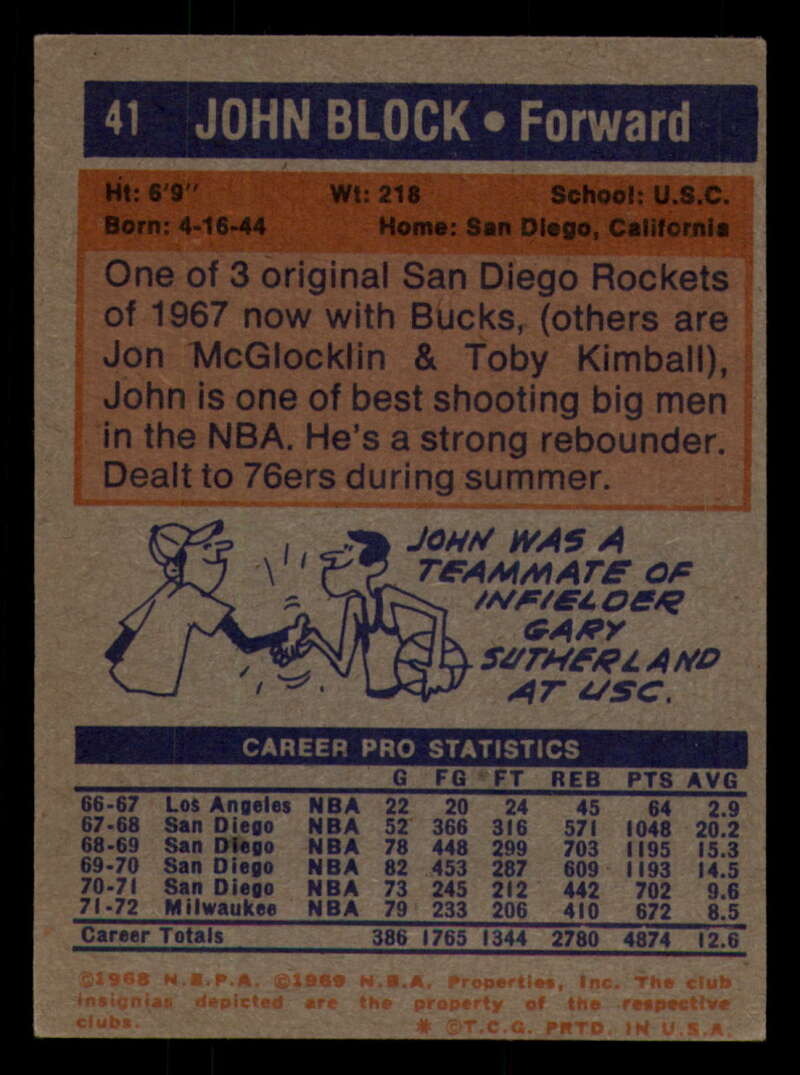 41 JOHN BLOCK • Forward
Ht: 6'9" Wt: 218 School: U.S.C.
Born: 4-16-44 Home: San Diego, California
One of 3 original San Diego Rockets
of 1967 now with Bucks, (others are
Jon McGlocklin & Toby Kimball),
John is one of best shooting big men
in the NBA. He's a strong rebounder.
Dealt to 76ers during summer.
JOHN WAS A
TEAMMATE OF
INFIELDER
GARY
SUTHERLAND
AT USC.
CAREER PRO STATISTICS
G FG FT REB PTS AVG
66-67 Los Angeles NBA 22 20 24 45 64 2.9
67-68 San Diego NBA 52 366 316 571 1048 20.2
68-69 San Diego NBA 78 448 299 703 1195 15.3
69-70 San Diego NBA 82 453 287 609 1193 14.5
70-71 San Diego NBA 73 245 212 442 702 9.6
71-72 Milwaukee NBA 79 233 206 410 672 8.5
Career Totals 386 1765 1344 2780 4874 12.6
©1968 N.B.P.A. ©1969 N.B.A. Properties, Inc. The club
insignias depicted are the property of the respective
clubs. * ©T.C.G. PRTD. IN U.S.A.